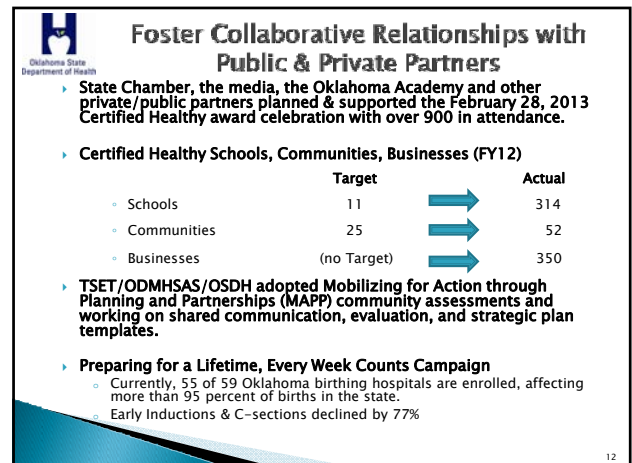 Oklahoma State
Department of Health
Foster Collaborative Relationships with
Public & Private Partners
State Chamber, the media, the Oklahoma Academy and other
private/public partners planned & supported the February 28, 2013
Certified Healthy award celebration with over 900 in attendance.
Certified Healthy Schools, Communities, Businesses (FY12)
Target Actual
Schools 11 314
Communities 25 52
Businesses (no Target) 350
TSET/ODMHSAS/OSDH adopted Mobilizing for Action through
Planning and Partnerships (MAPP) community assessments and
working on shared communication, evaluation, and strategic plan
templates.
Preparing for a Lifetime, Every Week Counts Campaign
Currently, 55 of 59 Oklahoma birthing hospitals are enrolled, affecting
more than 95 percent of births in the state.
Early Inductions & C-sections declined by 77%
12